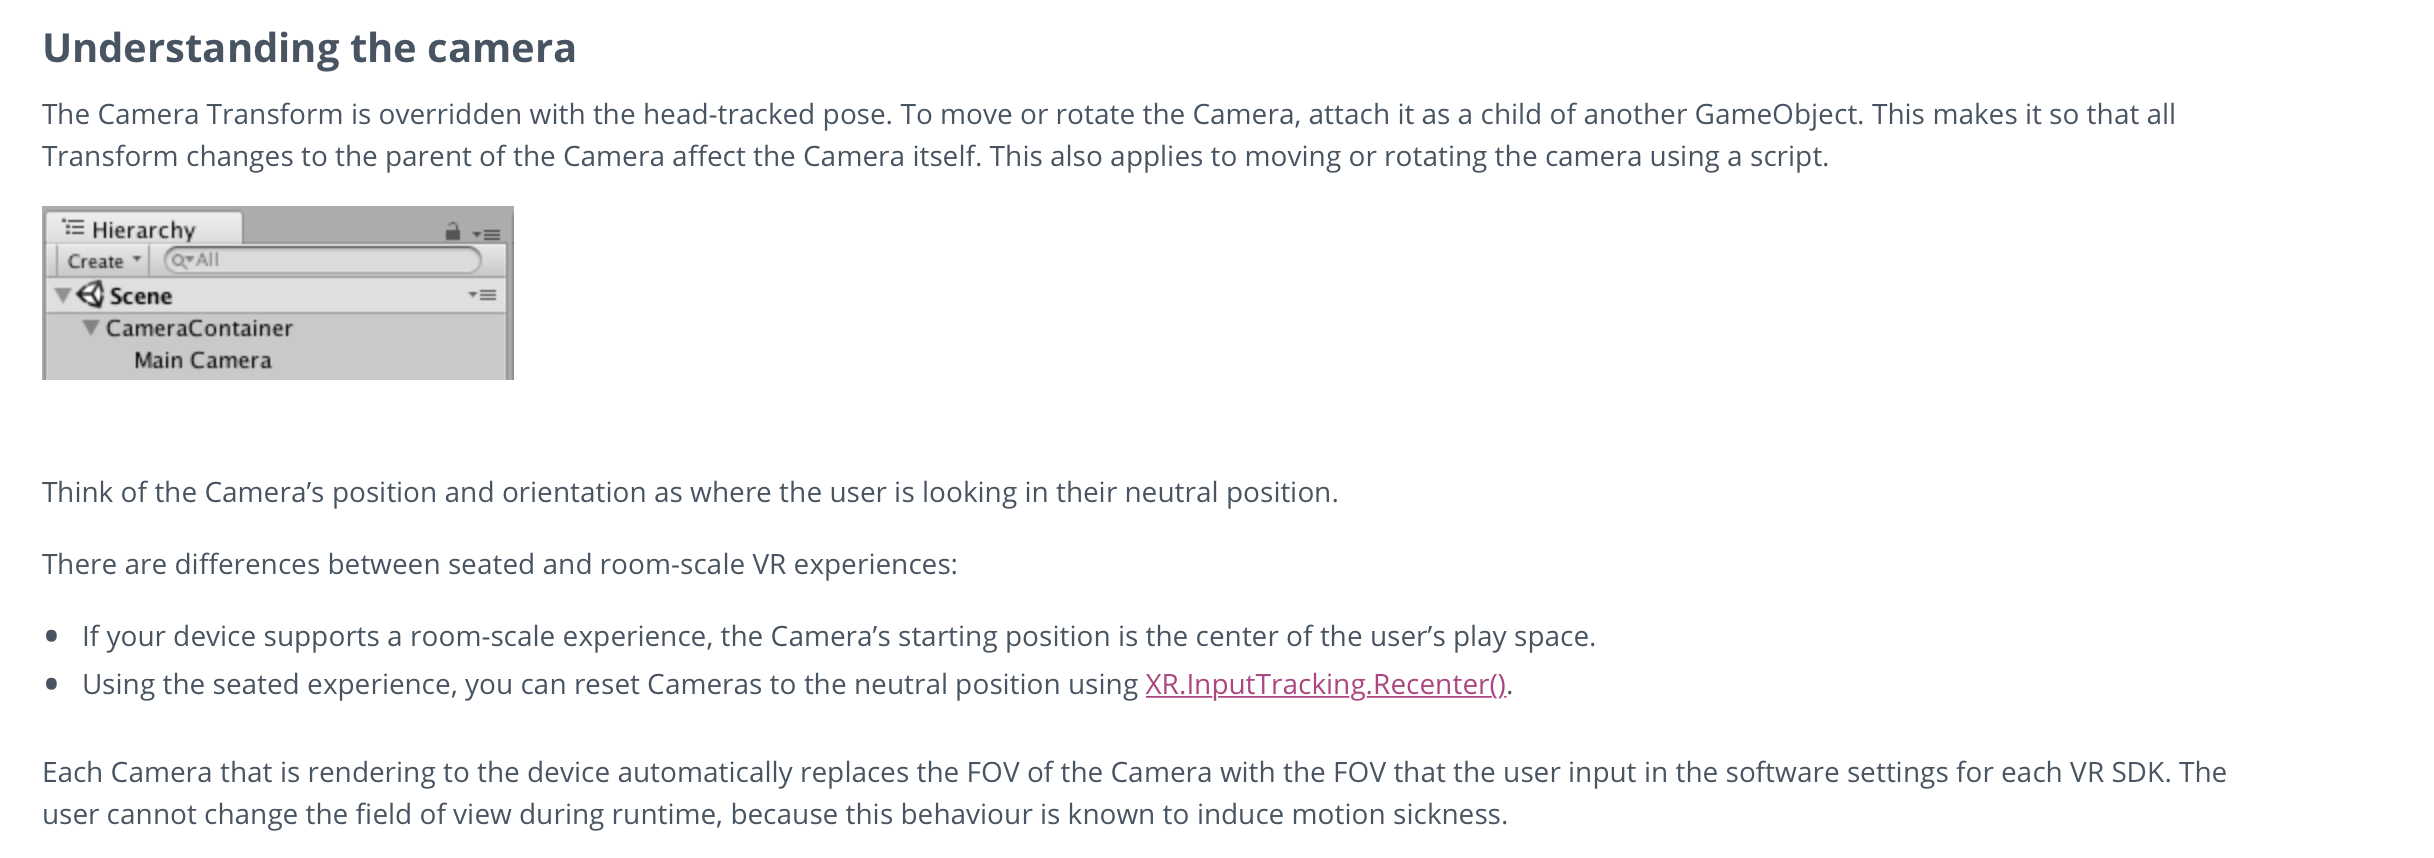 Understanding the camera
The Camera Transform is overridden with the head-tracked pose. To move or rotate the Camera, attach it as a child of another GameObject. This makes it so that all
Transform changes to the parent of the Camera affect the Camera itself. This also applies to moving or rotating the camera using a script.
Hierarchy
Create All
Scene
CameraContainer
Main Camera
Think of the Camera’s position and orientation as where the user is looking in their neutral position.
There are differences between seated and room-scale VR experiences:
• If your device supports a room-scale experience, the Camera’s starting position is the center of the user’s play space.
• Using the seated experience, you can reset Cameras to the neutral position using XR.InputTracking.Recenter().
Each Camera that is rendering to the device automatically replaces the FOV of the Camera with the FOV that the user input in the software settings for each VR SDK. The
user cannot change the field of view during runtime, because this behaviour is known to induce motion sickness.